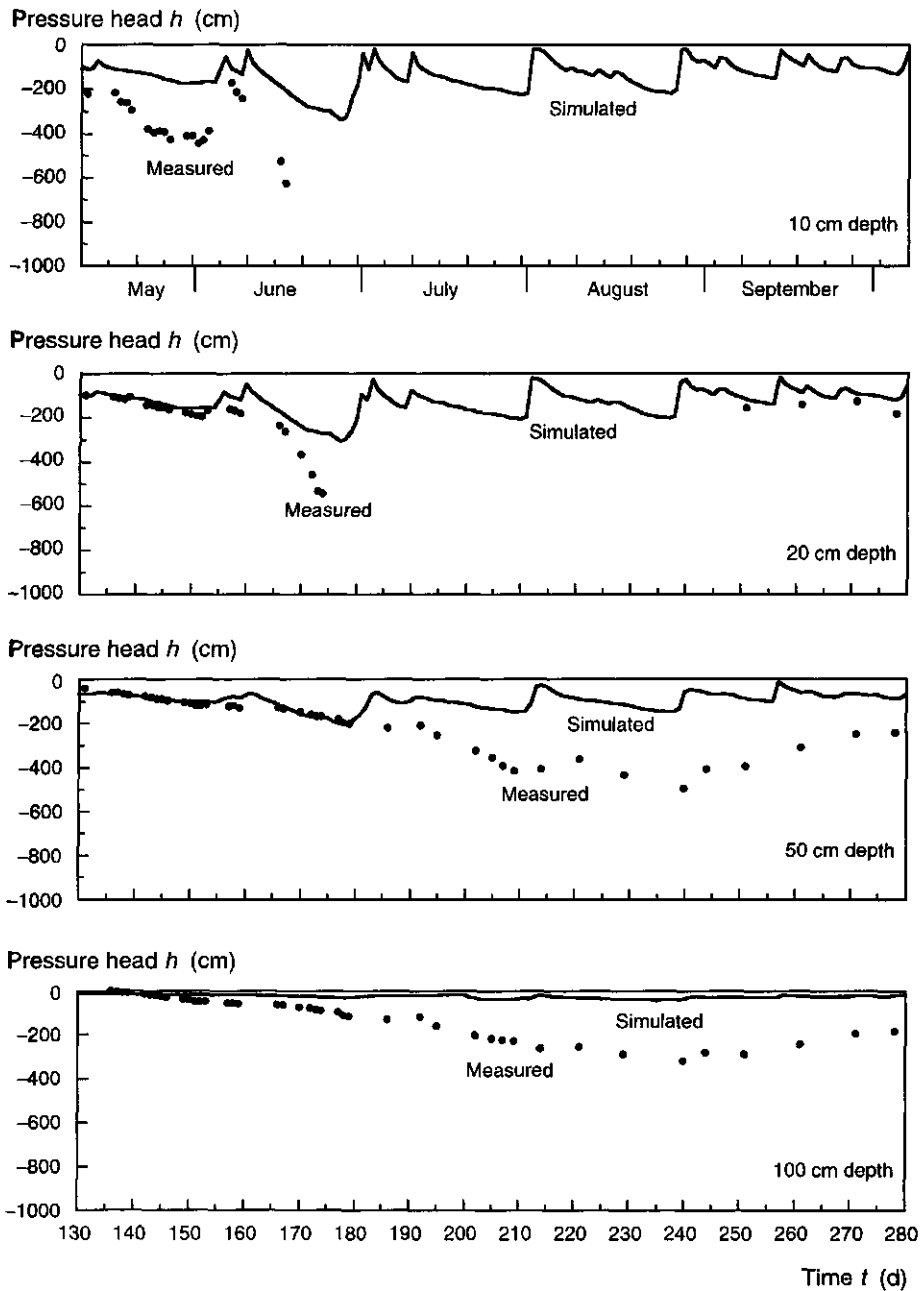 Pressure head h (cm)
0
−200
−400
−600
−800
−1000
Simulated
Measured
10 cm depth
May June July August September
Pressure head h (cm)
0
−200
−400
−600
−800
−1000
Simulated
Measured
20 cm depth
Pressure head h (cm)
0
−200
−400
−600
−800
−1000
Simulated
Measured
50 cm depth
Pressure head h (cm)
0
−200
−400
−600
−800
−1000
Simulated
Measured
100 cm depth
130 140 150 160 170 180 190 200 210 220 230 240 250 260 270 280
Time t (d)